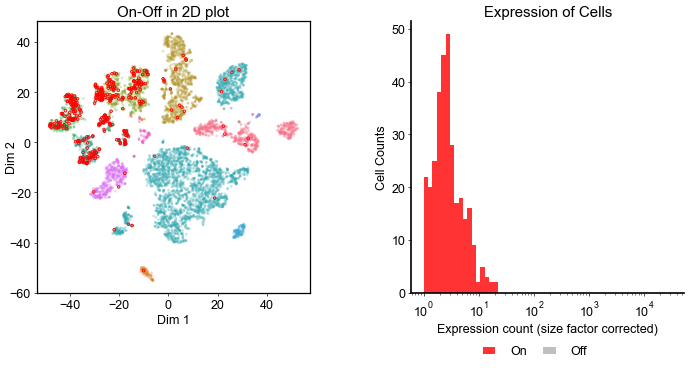 On-Off in 2D plot
Dim 2
40
20
0
−20
−40
−60
−40
−20
0
20
40
Dim 1
Expression of Cells
Cell Counts
50
40
30
20
10
0
10^0
10^1
10^2
10^3
10^4
Expression count (size factor corrected)
On
Off